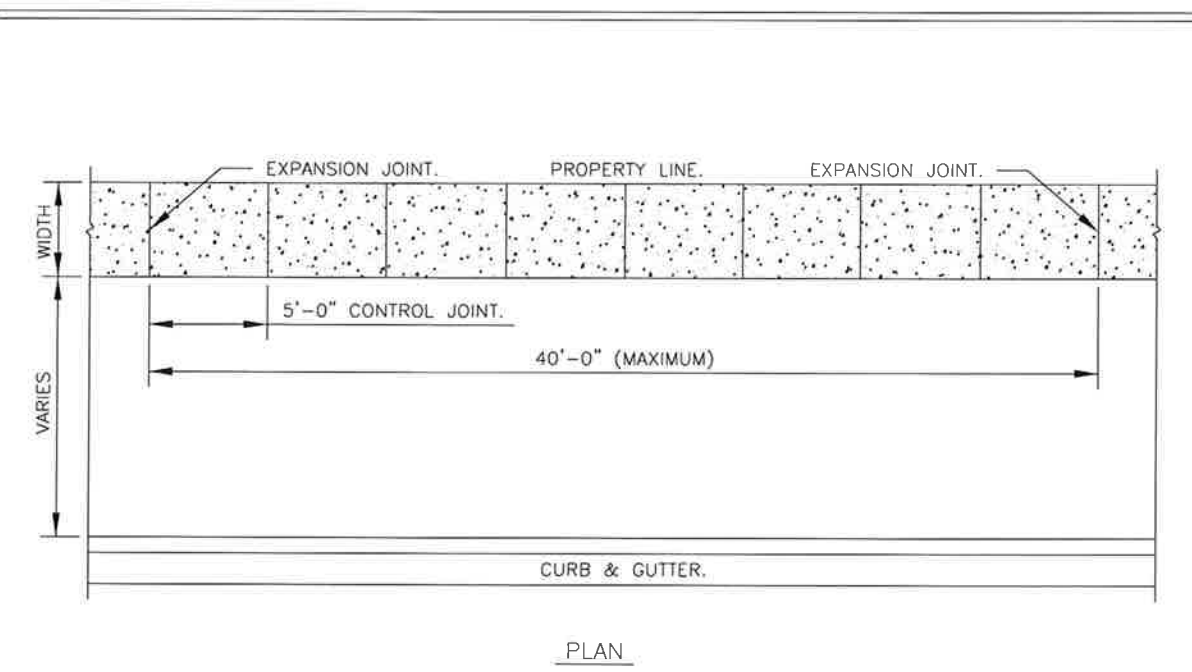 EXPANSION JOINT.
PROPERTY LINE.
EXPANSION JOINT.
WIDTH
5'-0" CONTROL JOINT.
40'-0" (MAXIMUM)
VARIES
CURB & GUTTER.
PLAN